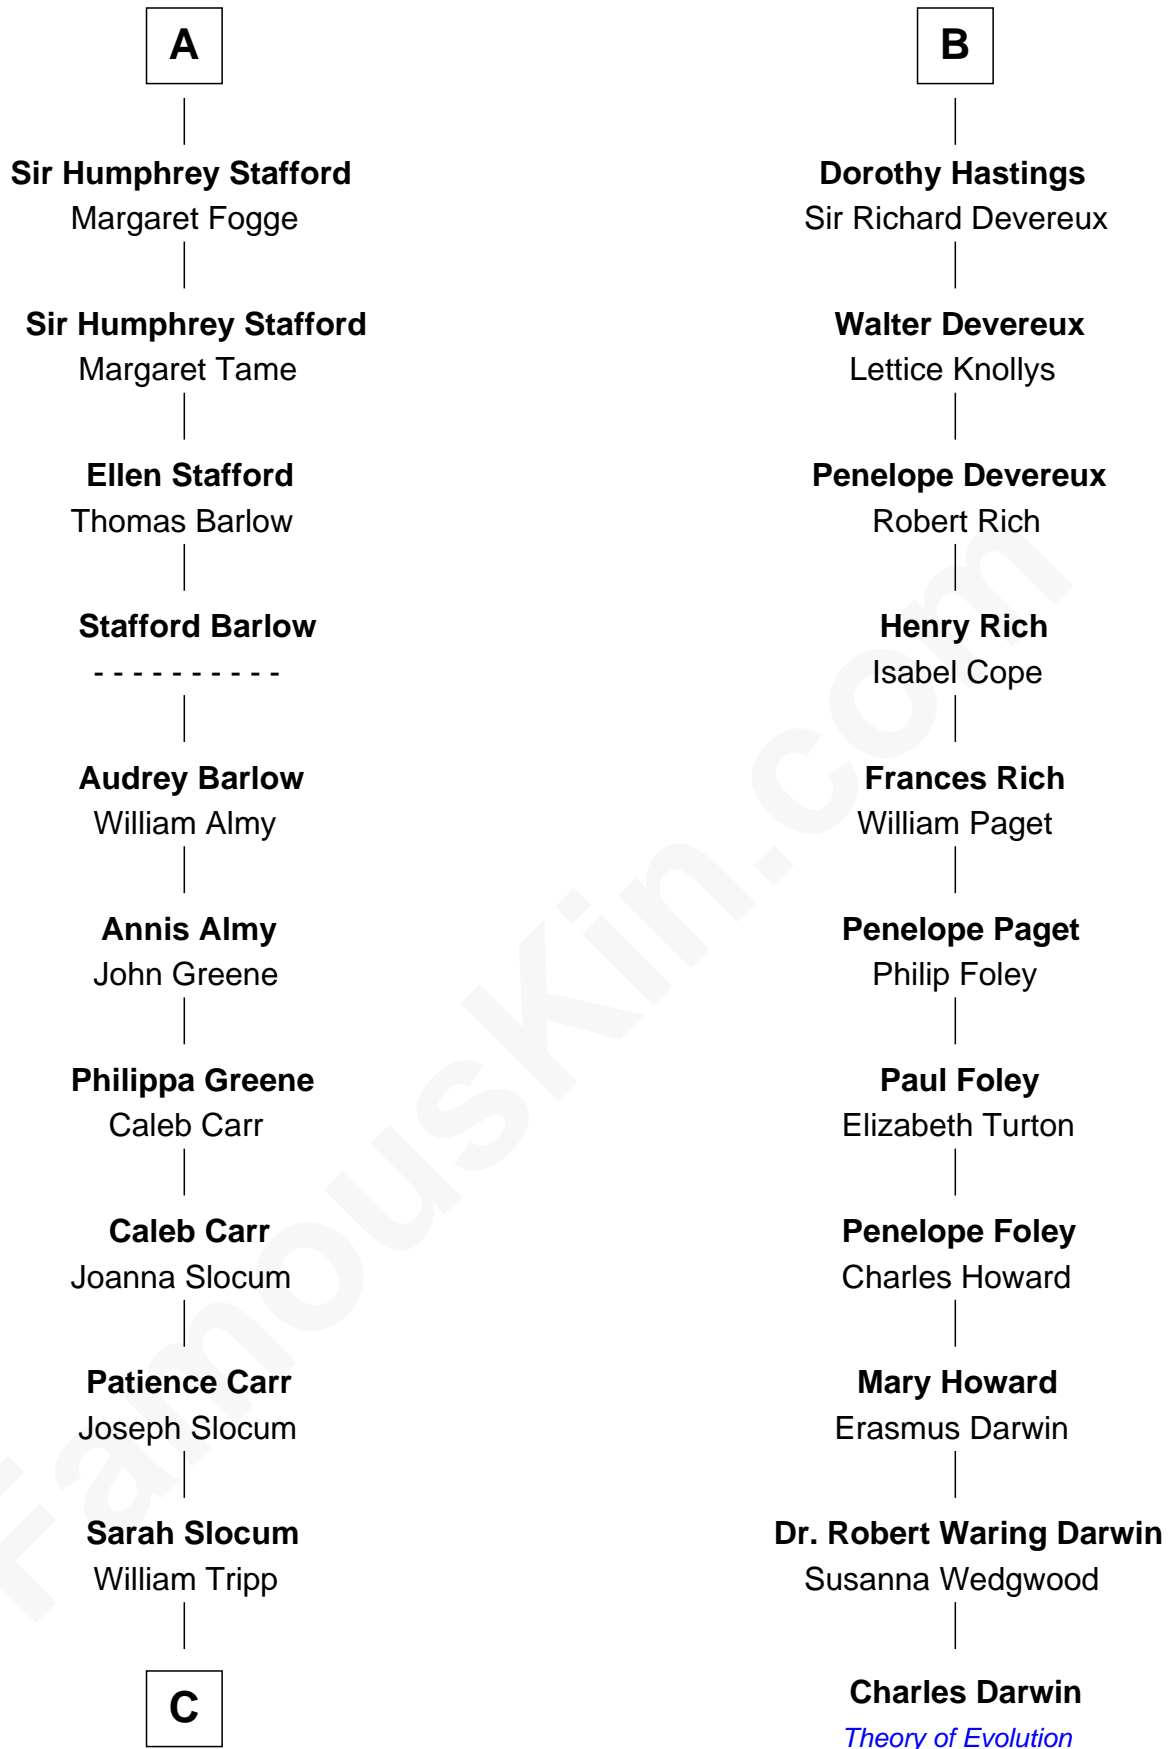 A
Sir Humphrey Stafford
Margaret Fogge
Sir Humphrey Stafford
Margaret Tame
Ellen Stafford
Thomas Barlow
Stafford Barlow
- - - - - - - - - -
Audrey Barlow
William Almy
Annis Almy
John Greene
Philippa Greene
Caleb Carr
Caleb Carr
Joanna Slocum
Patience Carr
Joseph Slocum
Sarah Slocum
William Tripp
C
B
Dorothy Hastings
Sir Richard Devereux
Walter Devereux
Lettice Knollys
Penelope Devereux
Robert Rich
Henry Rich
Isabel Cope
Frances Rich
William Paget
Penelope Paget
Philip Foley
Paul Foley
Elizabeth Turton
Penelope Foley
Charles Howard
Mary Howard
Erasmus Darwin
Dr. Robert Waring Darwin
Susanna Wedgwood
Charles Darwin
Theory of Evolution
FamousKin.com